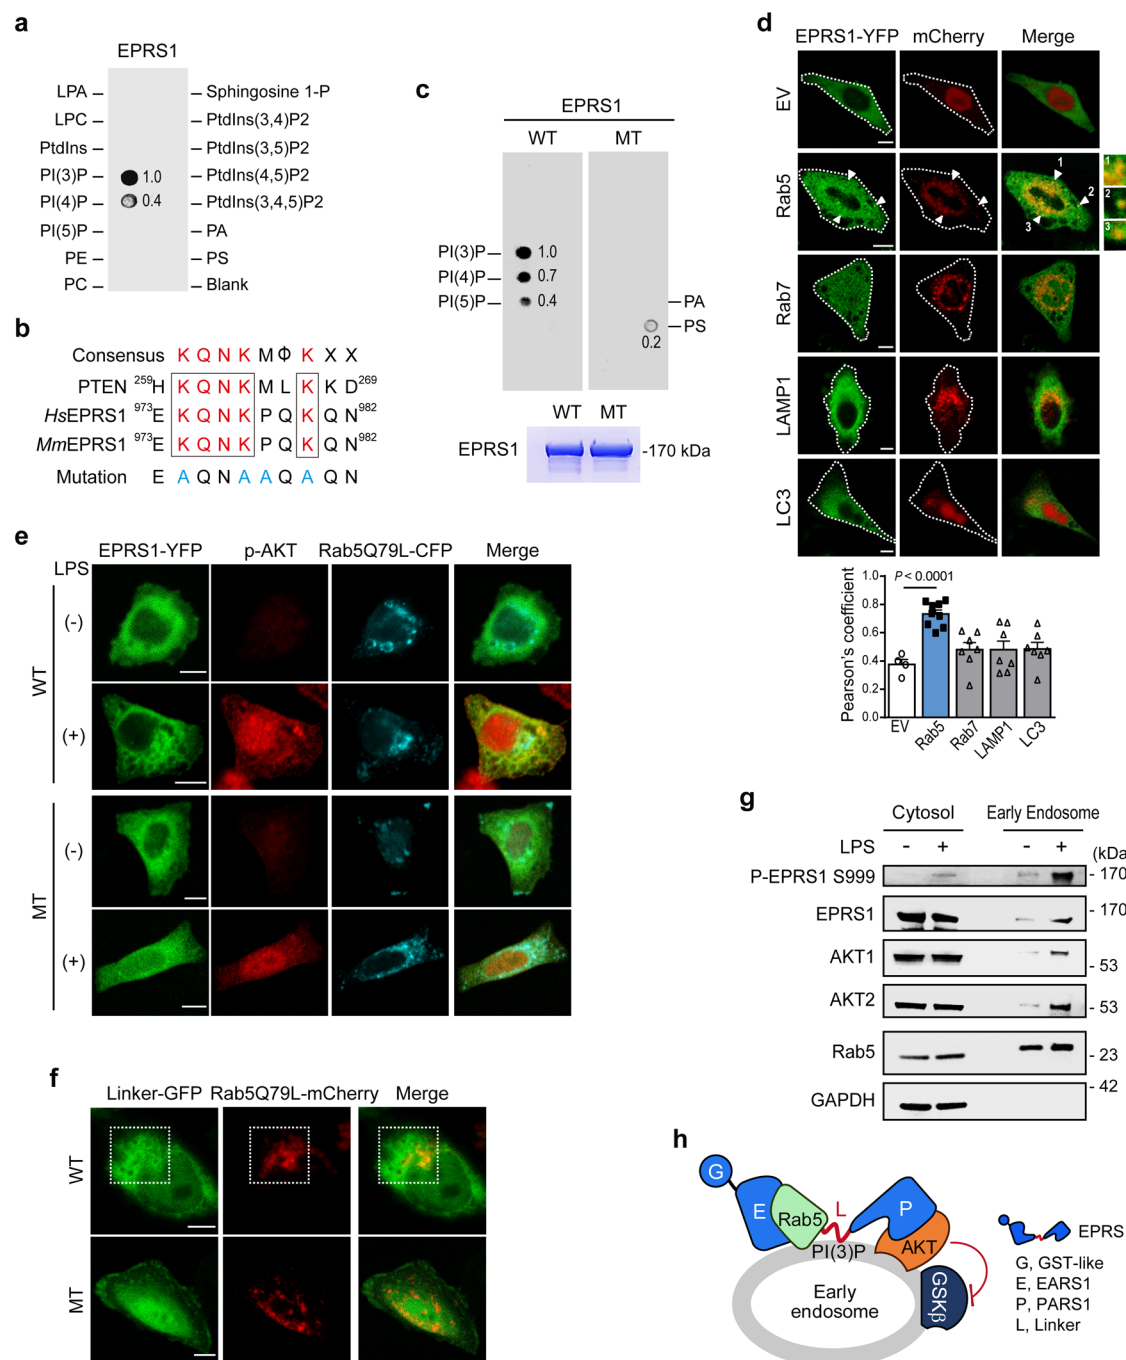 a
EPRS1
LPA
Sphingosine 1-P
LPC
PtdIns(3,4)P2
PtdIns
PtdIns(3,5)P2
PI(3)P
1.0
PtdIns(4,5)P2
PI(4)P
0.4
PtdIns(3,4,5)P2
PI(5)P
PA
PE
PS
PC
Blank
b
Consensus K Q N K M Φ K X X
PTEN 259H K Q N K M L K K D269
HsEPRS1 973E K Q N K P Q K Q N982
MmEPRS1 973E K Q N K P Q K Q N982
Mutation E A Q N A A Q A Q N
c
EPRS1
WT MT
PI(3)P 1.0
PI(4)P 0.7
PI(5)P 0.4
PA
PS
0.2
WT MT
EPRS1 -170 kDa
d
EPRS1-YFP mCherry Merge
EV
Rab5
1
2
3
1
2
3
Rab7
LAMP1
LC3
P < 0.0001
Pearson's coefficient
1.0
0.8
0.6
0.4
0.2
0.0
EV Rab5 Rab7 LAMP1 LC3
e
EPRS1-YFP p-AKT Rab5Q79L-CFP Merge
LPS
WT
(-)
(+)
MT
(-)
(+)
f
Linker-GFP Rab5Q79L-mCherry Merge
WT
MT
g
Cytosol Early Endosome
LPS - + - + (kDa
P-EPRS1 S999 - 170
EPRS1 - 170
AKT1 - 53
AKT2 - 53
Rab5 - 23
GAPDH - 42
h
G
E
Rab5
L
P
PI(3)P
AKT
GSKβ
Early
endosome
EPRS
G, GST-like
E, EARS1
P, PARS1
L, Linker